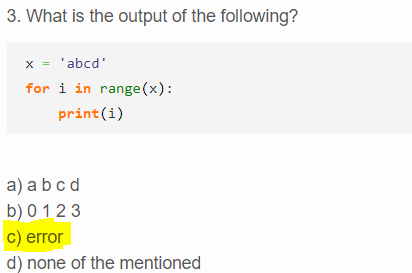 3. What is the output of the following?
x = 'abcd'
for i in range(x):
    print(i)
a) a b c d
b) 0 1 2 3
c) error
d) none of the mentioned